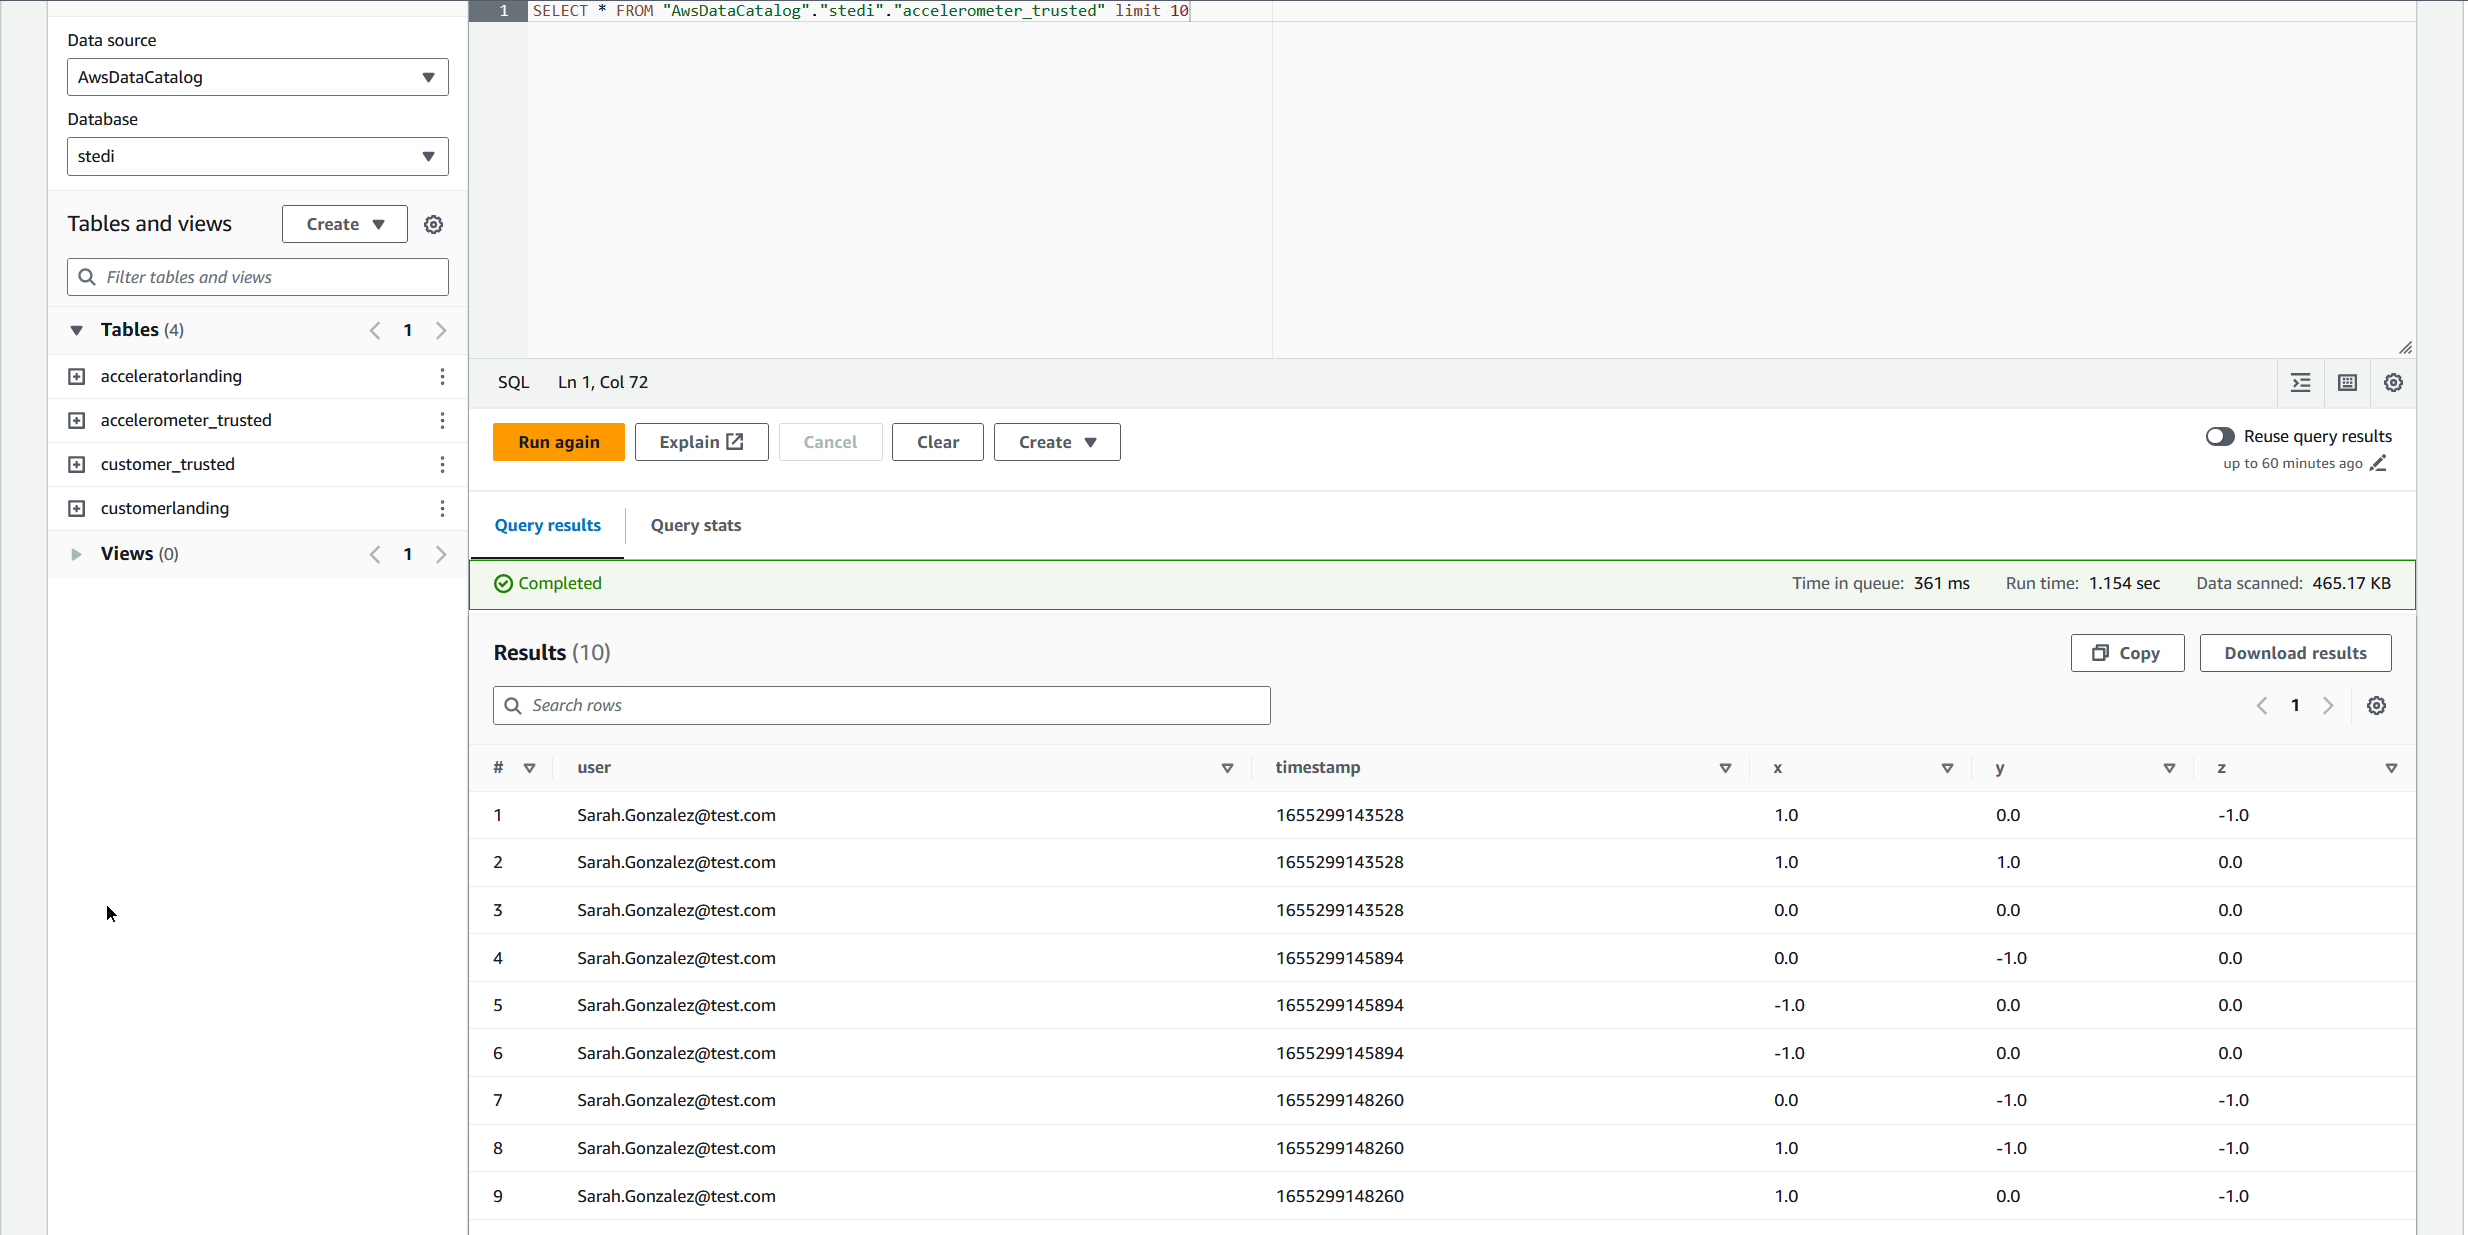 Data source
AwsDataCatalog
Database
stedi
Tables and views
Create
Filter tables and views
Tables (4)
1
acceleratorlanding
accelerometer_trusted
customer_trusted
customerlanding
Views (0)
1
1 SELECT * FROM "AwsDataCatalog"."stedi"."accelerometer_trusted" limit 10
SQL Ln 1, Col 72
Run again Explain Cancel Clear Create
Reuse query results
up to 60 minutes ago
Query results Query stats
Completed Time in queue: 361 ms Run time: 1.154 sec Data scanned: 465.17 KB
Results (10) Copy Download results
Search rows 1
# user timestamp x y z
1 Sarah.Gonzalez@test.com 1655299143528 1.0 0.0 -1.0
2 Sarah.Gonzalez@test.com 1655299143528 1.0 1.0 0.0
3 Sarah.Gonzalez@test.com 1655299143528 0.0 0.0 0.0
4 Sarah.Gonzalez@test.com 1655299145894 0.0 -1.0 0.0
5 Sarah.Gonzalez@test.com 1655299145894 -1.0 0.0 0.0
6 Sarah.Gonzalez@test.com 1655299145894 -1.0 0.0 0.0
7 Sarah.Gonzalez@test.com 1655299148260 0.0 -1.0 -1.0
8 Sarah.Gonzalez@test.com 1655299148260 1.0 -1.0 -1.0
9 Sarah.Gonzalez@test.com 1655299148260 1.0 0.0 -1.0